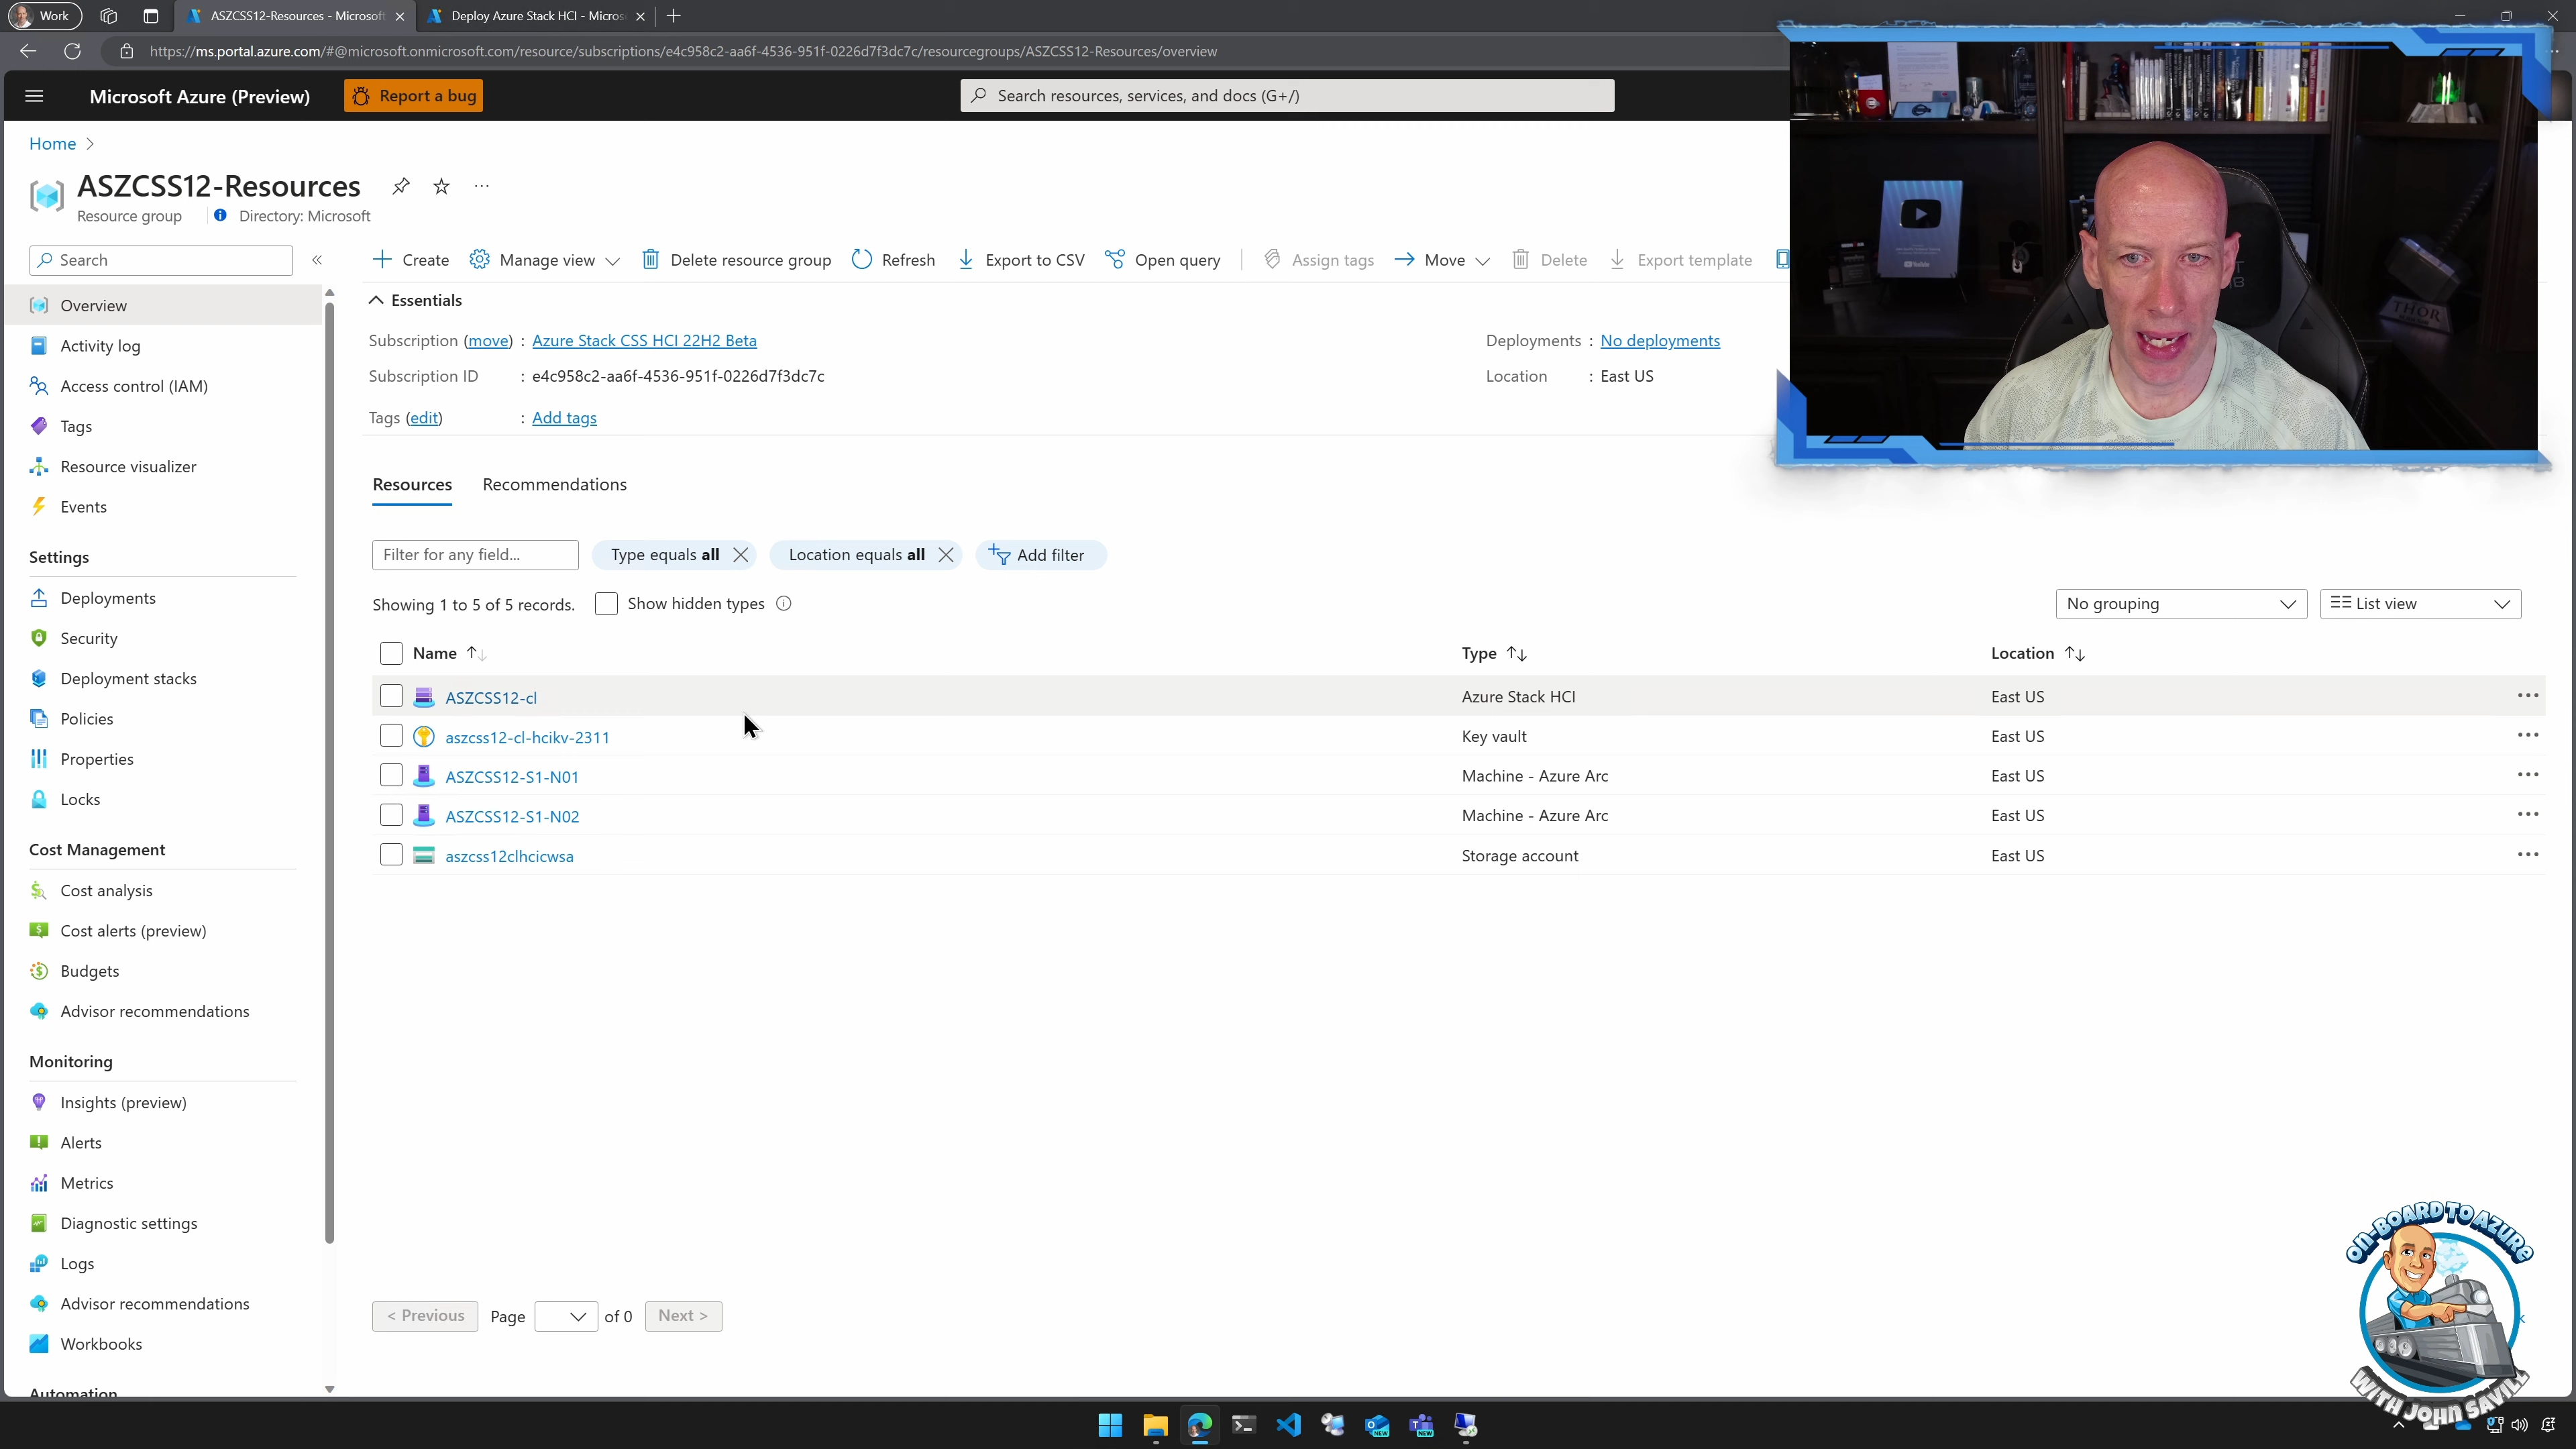 Work
ASZCSS12-Resources - Microsoft
Deploy Azure Stack HCI - Micros
https://ms.portal.azure.com/#@microsoft.onmicrosoft.com/resource/subscriptions/e4c958c2-aa6f-4536-951f-0226d7f3dc7c/resourcegroups/ASZCSS12-Resources/overview
Microsoft Azure (Preview)
Report a bug
Search resources, services, and docs (G+/)
Home
ASZCSS12-Resources
Resource group
Directory: Microsoft
Search
Create
Manage view
Delete resource group
Refresh
Export to CSV
Open query
Assign tags
Move
Delete
Export template
Overview
Activity log
Access control (IAM)
Tags
Resource visualizer
Events
Settings
Deployments
Security
Deployment stacks
Policies
Properties
Locks
Cost Management
Cost analysis
Cost alerts (preview)
Budgets
Advisor recommendations
Monitoring
Insights (preview)
Alerts
Metrics
Diagnostic settings
Logs
Advisor recommendations
Workbooks
Automation
Essentials
Subscription (move) : Azure Stack CSS HCI 22H2 Beta
Subscription ID : e4c958c2-aa6f-4536-951f-0226d7f3dc7c
Tags (edit) : Add tags
Deployments : No deployments
Location : East US
Resources
Recommendations
Filter for any field...
Type equals all
Location equals all
Add filter
Showing 1 to 5 of 5 records.
Show hidden types
No grouping
List view
Name Type Location
ASZCSS12-cl Azure Stack HCI East US
aszcss12-cl-hcikv-2311 Key vault East US
ASZCSS12-S1-N01 Machine - Azure Arc East US
ASZCSS12-S1-N02 Machine - Azure Arc East US
aszcss12clhcicwsa Storage account East US
< Previous Page of 0 Next >
THOR
ON-BOARD TO AZURE
WITH JOHN SAVILL